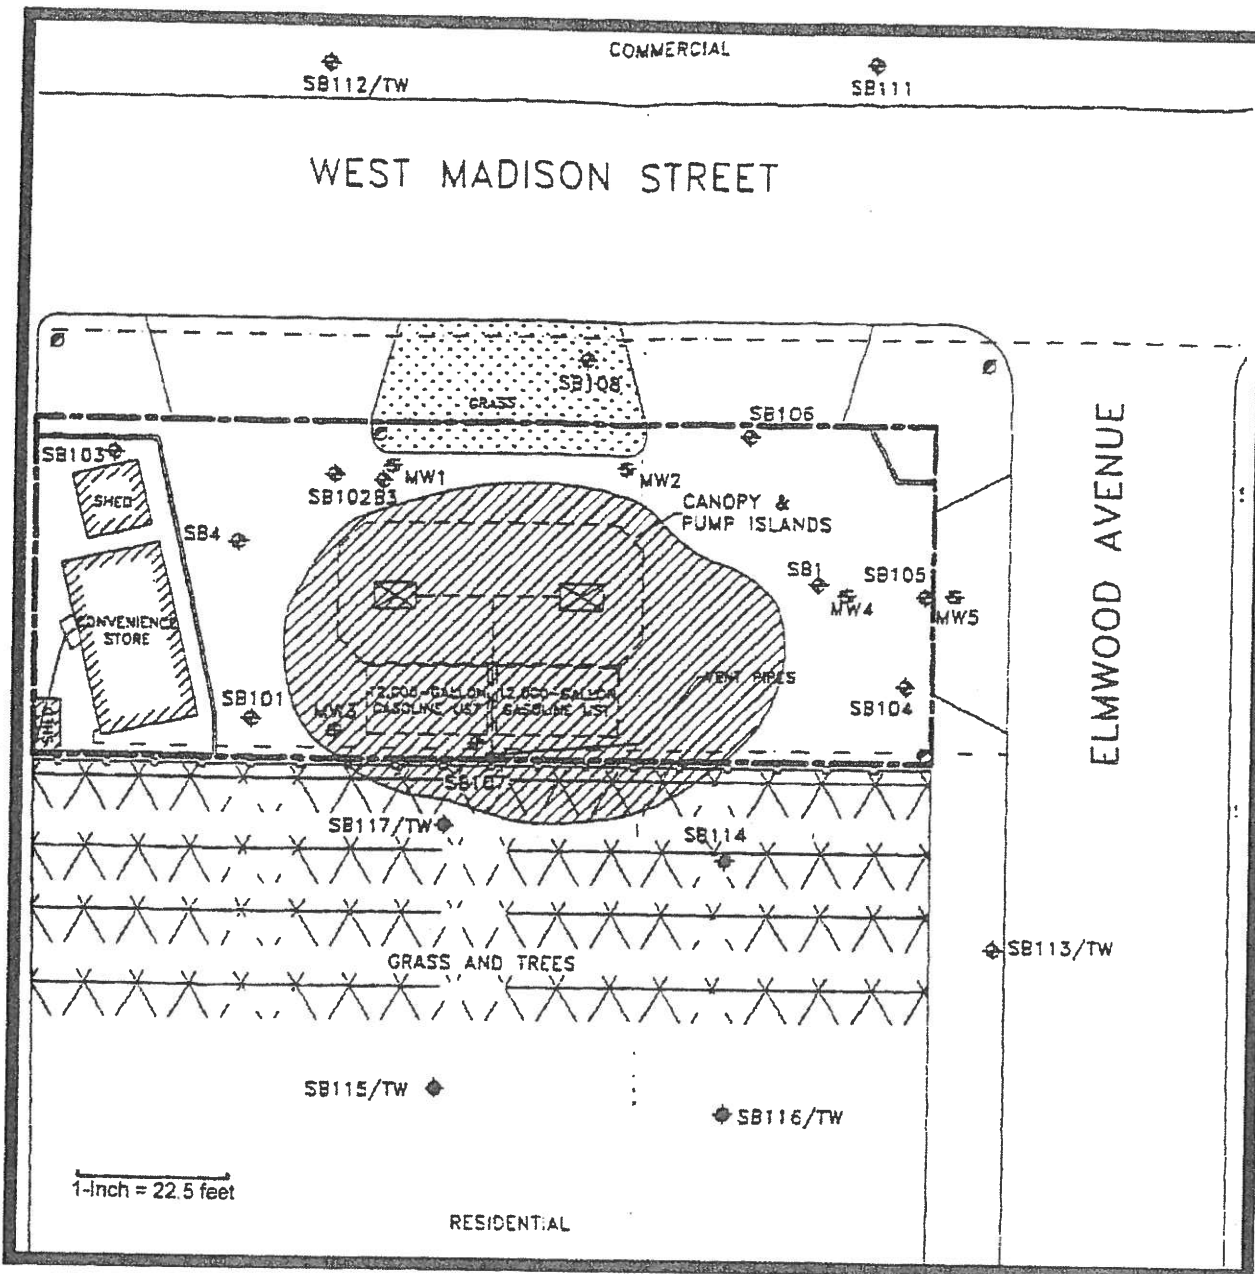 COMMERCIAL
SB112/TW
SB111
WEST MADISON STREET
SB108
GRASS
SB106
SB103
MW1
MW2
SB102
B3
SHED
CANOPY &
PUMP ISLANDS
SB4
SB1
SB105
MW4
MW5
ELMWOOD AVENUE
CONVENIENCE
STORE
VENT PIPES
12,000-GALLON
GASOLINE UST
12,000-GALLON
GASOLINE UST
SB101
MW3
SB104
SHED
SB107
SB117/TW
SB114
SB113/TW
GRASS AND TREES
SB115/TW
SB116/TW
1-Inch = 22.5 feet
RESIDENTIAL